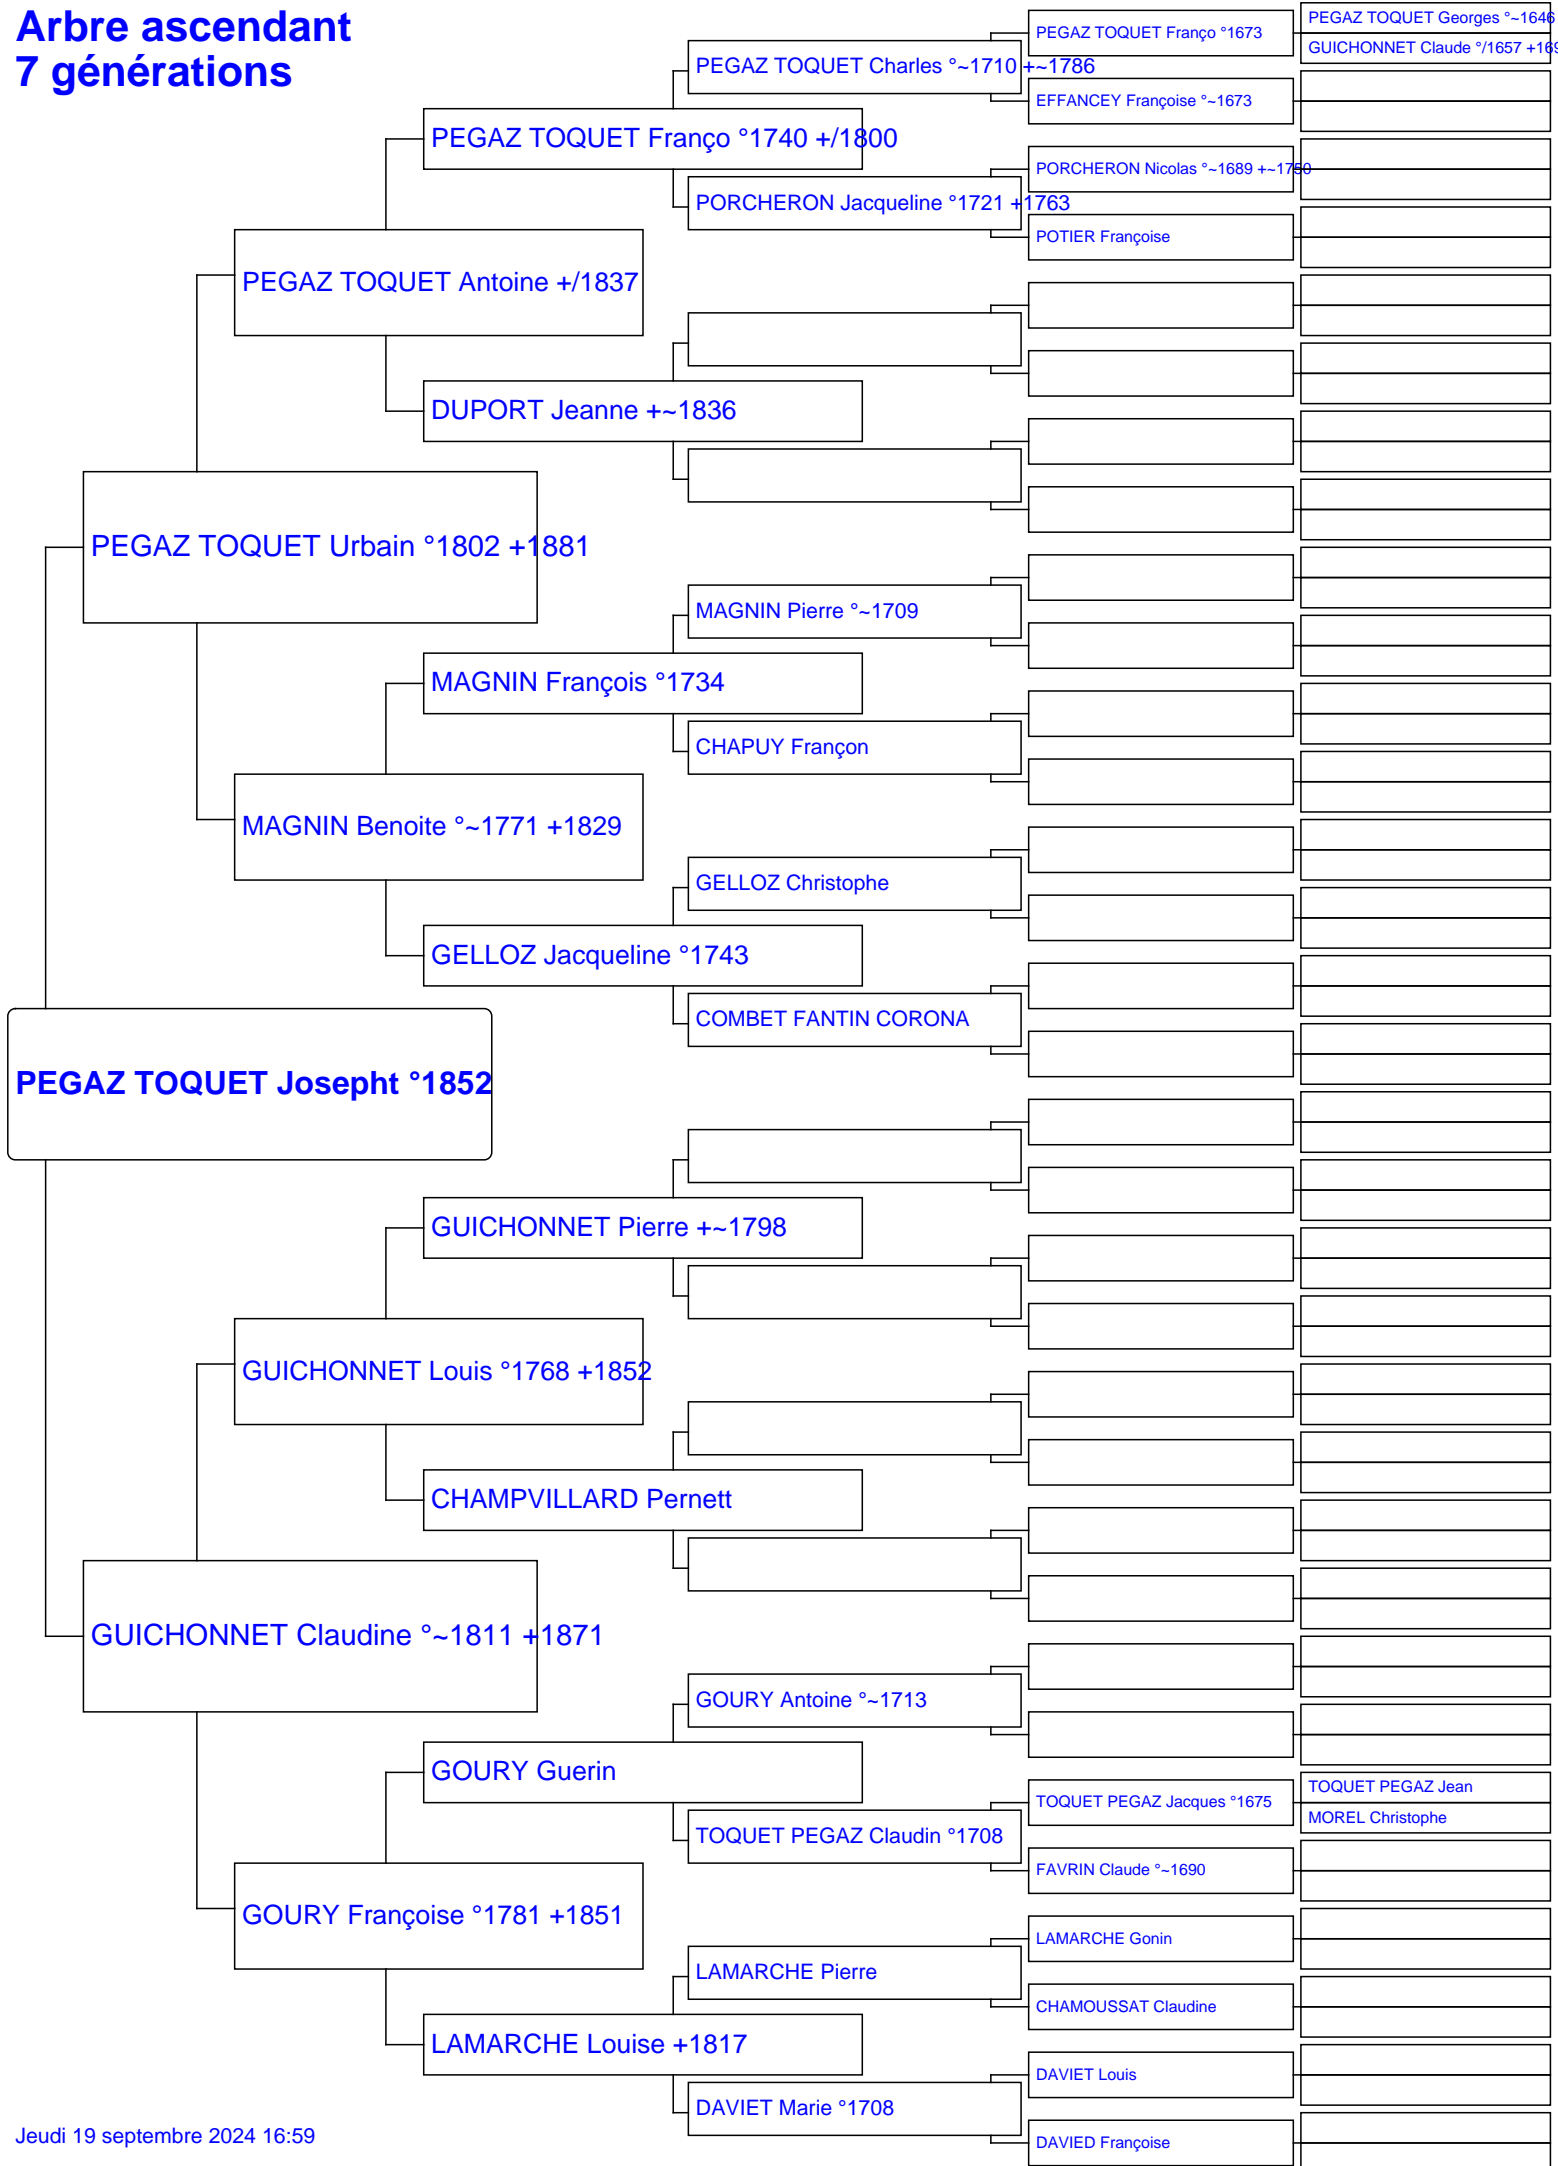 Arbre ascendant
7 générations
PEGAZ TOQUET Georges °~1646
PEGAZ TOQUET Franço °1673
GUICHONNET Claude °/1657 +169
PEGAZ TOQUET Charles °~1710 +~1786
EFFANCEY Françoise °~1673
PEGAZ TOQUET Franço °1740 +/1800
PORCHERON Nicolas °~1689 +~1750
PORCHERON Jacqueline °1721 +1763
POTIER Françoise
PEGAZ TOQUET Antoine +/1837
DUPORT Jeanne +~1836
PEGAZ TOQUET Urbain °1802 +1881
MAGNIN Pierre °~1709
MAGNIN François °1734
CHAPUY Françon
MAGNIN Benoite °~1771 +1829
GELLOZ Christophe
GELLOZ Jacqueline °1743
COMBET FANTIN CORONA
PEGAZ TOQUET Josepht °1852
GUICHONNET Pierre +~1798
GUICHONNET Louis °1768 +1852
CHAMPVILLARD Pernett
GUICHONNET Claudine °~1811 +1871
GOURY Antoine °~1713
GOURY Guerin
TOQUET PEGAZ Jean
TOQUET PEGAZ Jacques °1675
MOREL Christophe
TOQUET PEGAZ Claudin °1708
FAVRIN Claude °~1690
GOURY Françoise °1781 +1851
LAMARCHE Gonin
LAMARCHE Pierre
CHAMOUSSAT Claudine
LAMARCHE Louise +1817
DAVIET Louis
DAVIET Marie °1708
DAVIED Françoise
Jeudi 19 septembre 2024 16:59